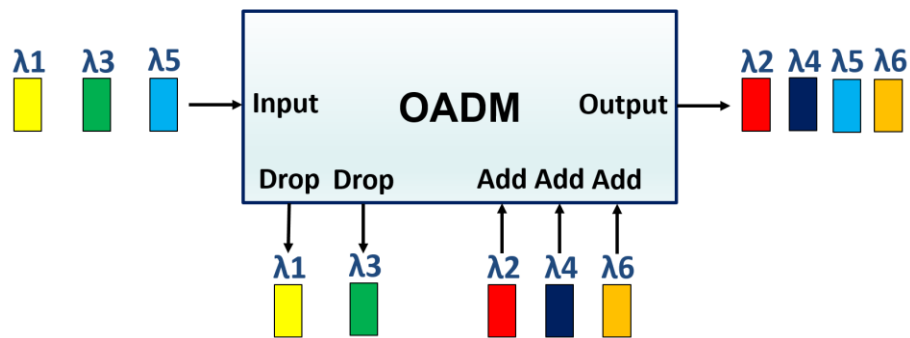 λ1 λ3 λ5
λ2 λ4 λ5 λ6
Input OADM Output
Drop Drop Add Add Add
λ1 λ3 λ2 λ4 λ6